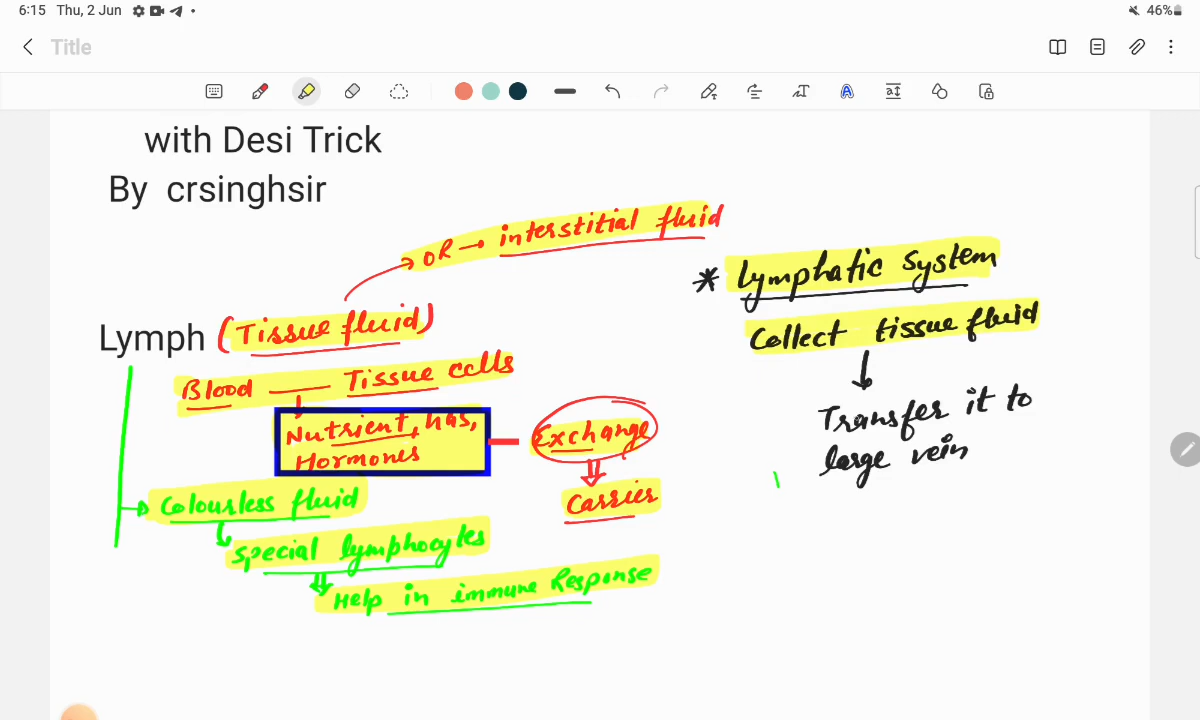 6:15 Thu, 2 Jun
46%
Title
with Desi Trick
By crsinghsir
OR → interstitial fluid
Lymph (Tissue fluid)
Blood — Tissue cells
Nutrient, has,
Hormones
Exchange
Carrier
Colourless fluid
special lymphocytes
Help in immune Response
* Lymphatic system
Collect tissue fluid
↓
Transfer it to
large vein